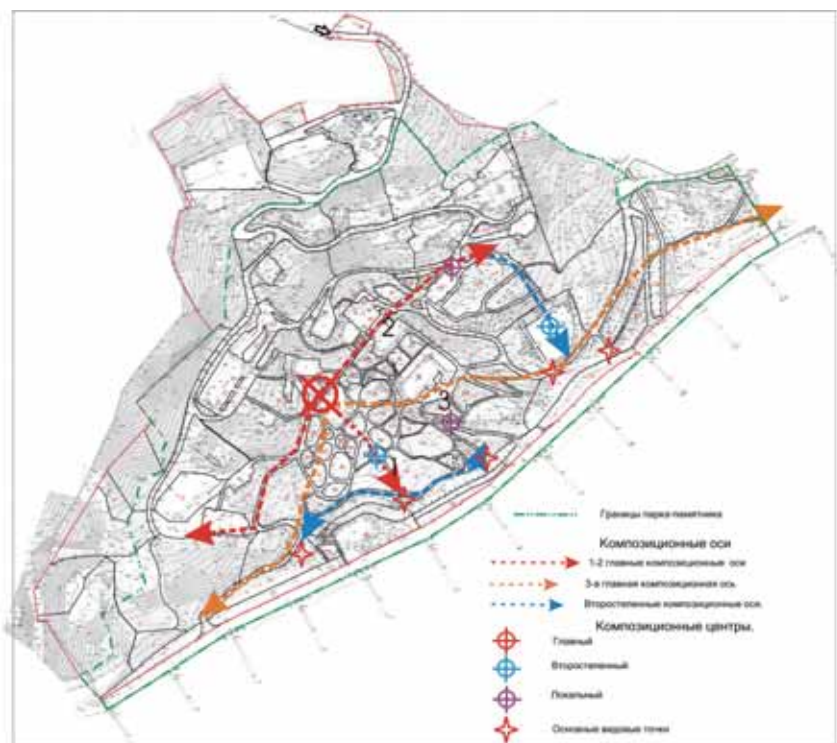 2
3
1
Границы парка-памятника
Композиционные оси
1-2 главные композиционные оси
3-я главная композиционная ось.
Второстепенные композиционные оси.
Композиционные центры.
Главный
Второстепенный
Локальный
Основные видовые точки